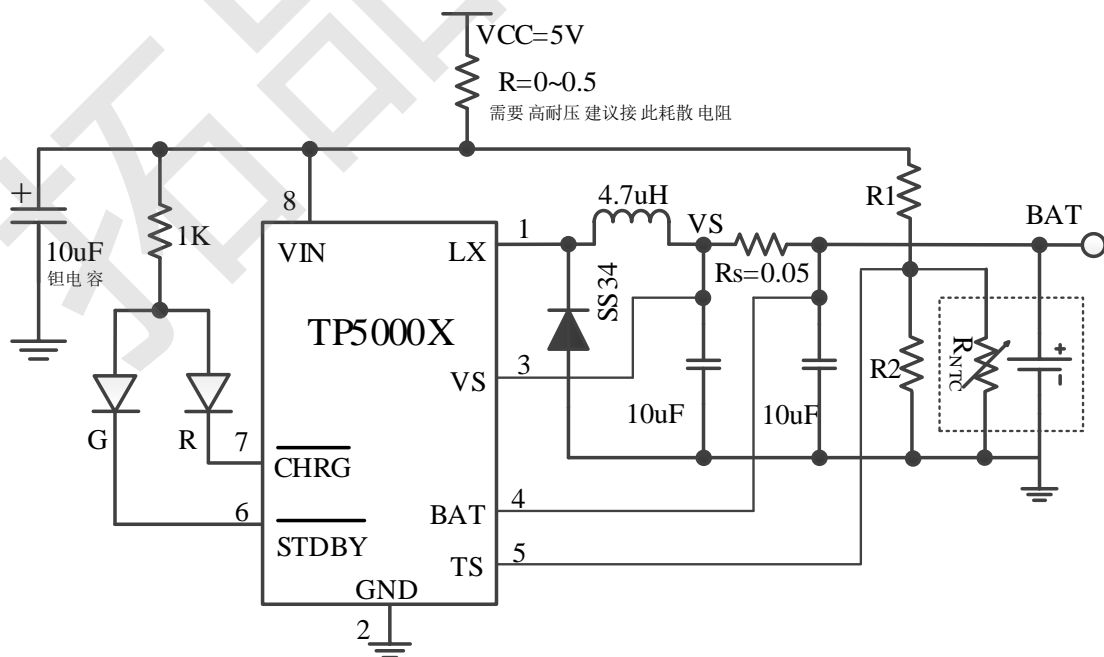 VCC=5V
R=0~0.5
需要 高耐压 建议接 此耗散 电阻
+
10uF
钽电 容
1K
8
VIN
1
LX
4.7uH
VS
Rs=0.05
R1
BAT
SS34
TP5000X
3
VS
10uF
10uF
R2
RNTC
+
-
G
R
7
CHRG
6
STDBY
4
BAT
5
TS
GND
2
拓品